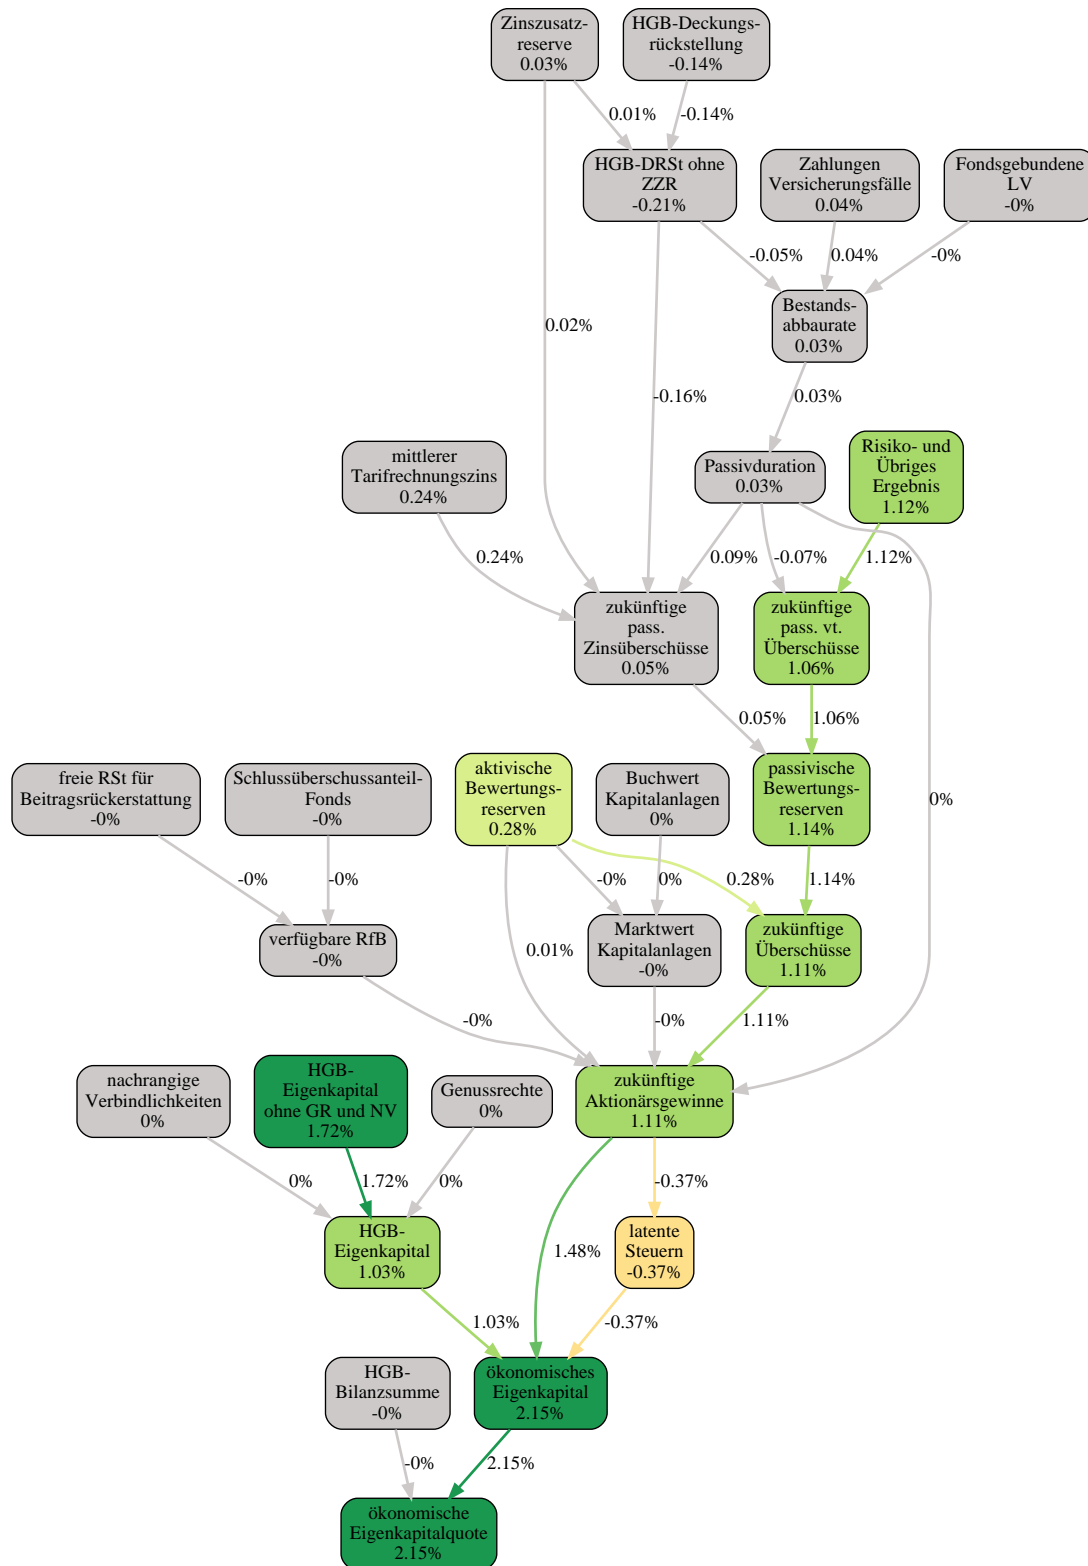 Zinszusatz-
reserve
0.03%
HGB-Deckungs-
rückstellung
-0.14%
0.01%
-0.14%
HGB-DRSt ohne
ZZR
-0.21%
Zahlungen
Versicherungsfälle
0.04%
Fondsgebundene
LV
-0%
-0.05%
0.04%
-0%
Bestands-
abbaurate
0.03%
0.02%
-0.16%
0.03%
mittlerer
Tarifrechnungszins
0.24%
Passivduration
0.03%
Risiko- und
Übriges
Ergebnis
1.12%
0.24%
0.09%
-0.07%
1.12%
zukünftige
pass.
Zinsüberschüsse
0.05%
zukünftige
pass. vt.
Überschüsse
1.06%
0.05%
1.06%
freie RSt für
Beitragsrückerstattung
-0%
Schlussüberschussanteil-
Fonds
-0%
aktivische
Bewertungs-
reserven
0.28%
Buchwert
Kapitalanlagen
0%
passivische
Bewertungs-
reserven
1.14%
0%
-0%
-0%
-0%
0%
0.28%
1.14%
verfügbare RfB
-0%
0.01%
Marktwert
Kapitalanlagen
-0%
zukünftige
Überschüsse
1.11%
-0%
-0%
1.11%
nachrangige
Verbindlichkeiten
0%
HGB-
Eigenkapital
ohne GR und NV
1.72%
Genussrechte
0%
zukünftige
Aktionärsgewinne
1.11%
0%
1.72%
0%
-0.37%
HGB-
Eigenkapital
1.03%
1.48%
latente
Steuern
-0.37%
1.03%
-0.37%
HGB-
Bilanzsumme
-0%
ökonomisches
Eigenkapital
2.15%
-0%
2.15%
ökonomische
Eigenkapitalquote
2.15%